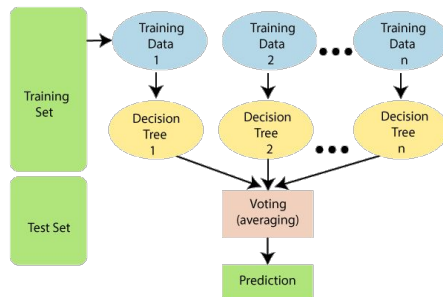 Training
Set
Training
Data
1
Training
Data
2
Training
Data
n
Decision
Tree
1
Decision
Tree
2
Decision
Tree
n
Test Set
Voting
(averaging)
Prediction